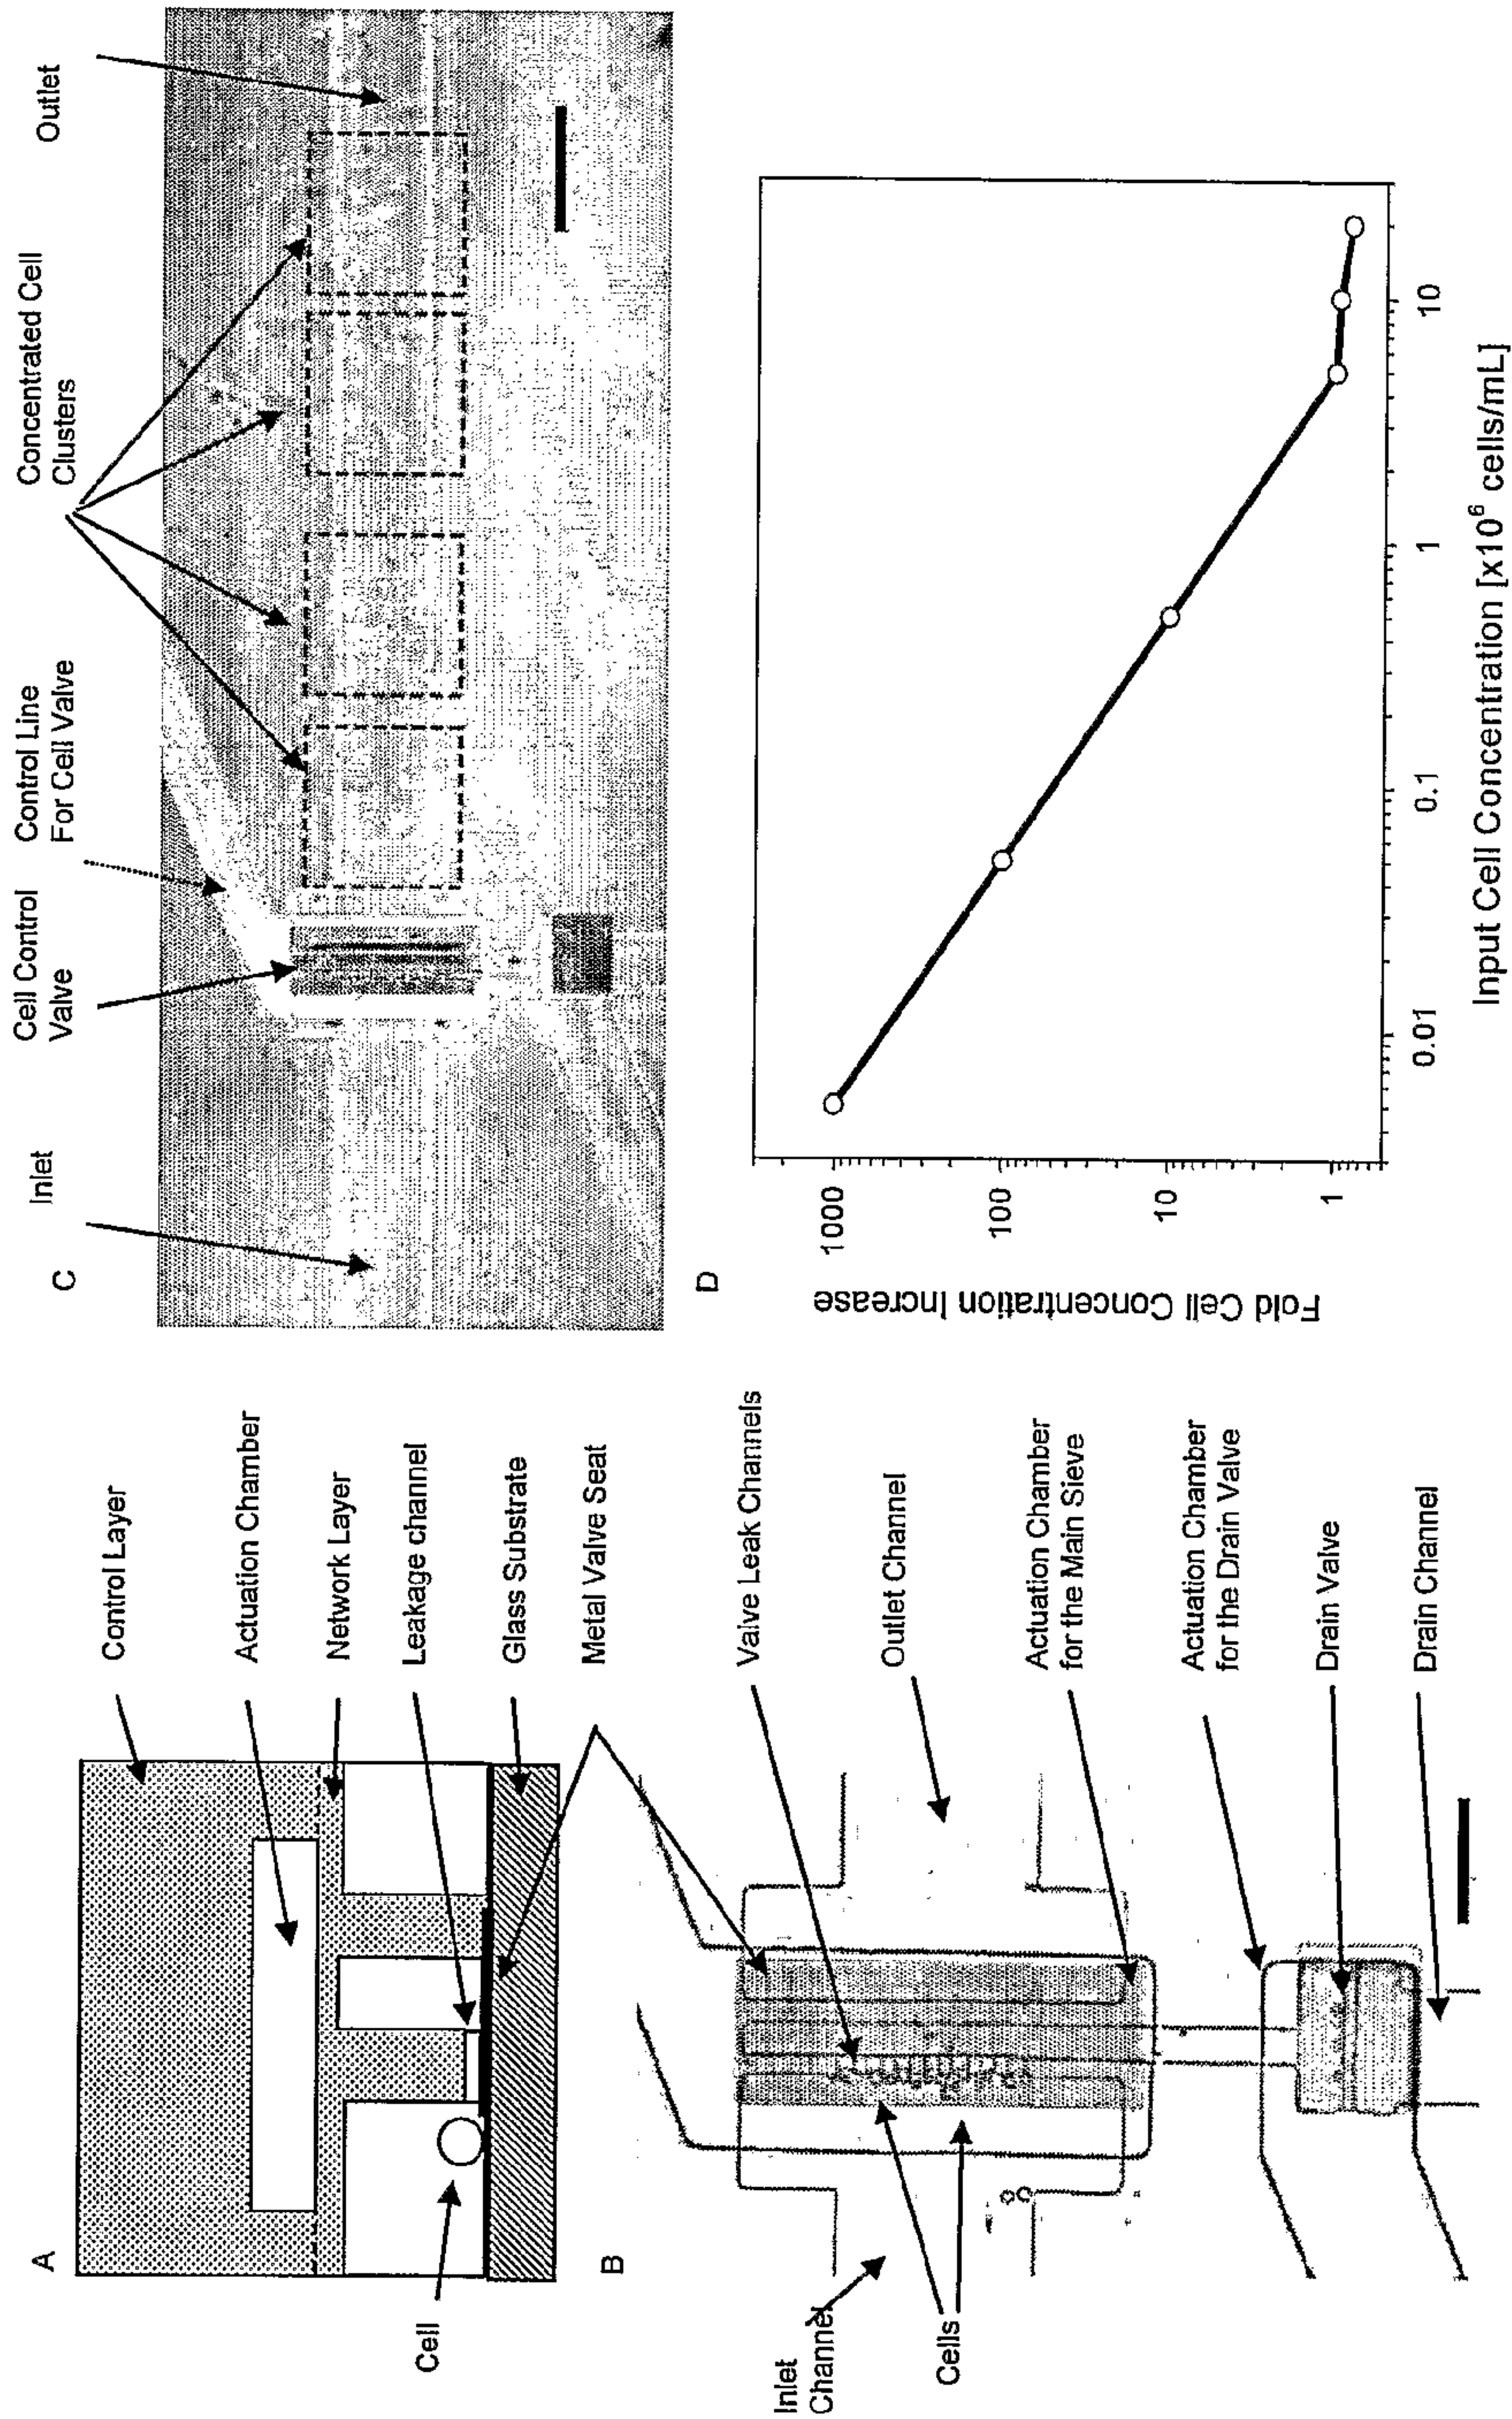 A
Control Layer
Actuation Chamber
Network Layer
Leakage channel
Glass Substrate
Metal Valve Seat
Cell
B
Valve Leak Channels
Outlet Channel
Actuation Chamber
for the Main Sieve
Actuation Chamber
for the Drain Valve
Drain Valve
Drain Channel
Inlet
Channel
Cells
C
Inlet
Cell Control
Valve
Control Line
For Cell Valve
Concentrated Cell
Clusters
Outlet
D
Fold Cell Concentration Increase
1000
100
10
1
0.01
0.1
1
10
Input Cell Concentration [x10⁶ cells/mL]